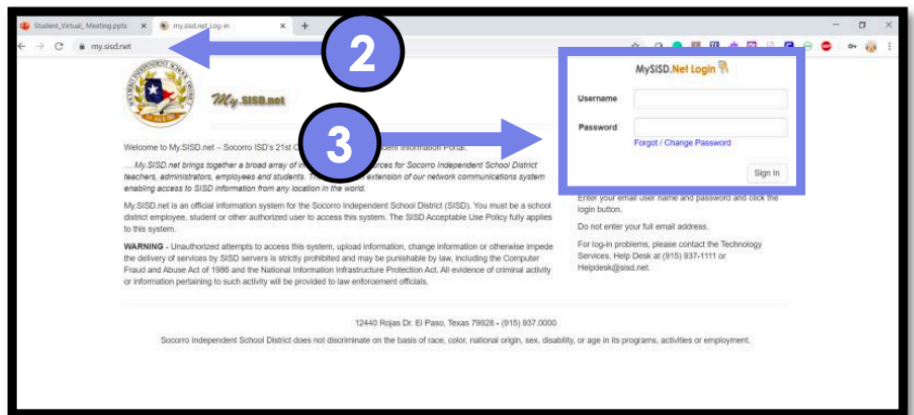 Student_Virtual_Meeting.pptx
my.sisd.net Log-in
my.sisd.net
2
3
My.SISD.net
MySISD.Net Login
Username
Password
Forgot / Change Password
Sign In
Welcome to My.SISD.net – Socorro ISD's 21st Information Portal.
....My.SISD.net brings together a broad array of for Socorro Independent School District
teachers, administrators, employees and students. extension of our network communications system
enabling access to SISD information from any location in the world.
My.SISD.net is an official information system for the Socorro Independent School District (SISD). You must be a school
district employee, student or other authorized user to access this system. The SISD Acceptable Use Policy fully applies
to this system.
WARNING - Unauthorized attempts to access this system, upload information, change information or otherwise impede
the delivery of services by SISD servers is strictly prohibited and may be punishable by law, including the Computer
Fraud and Abuse Act of 1986 and the National Information Infrastructure Protection Act. All evidence of criminal activity
or information pertaining to such activity will be provided to law enforcement officials.
Enter your email user name and password and click the
login button.
Do not enter your full email address.
For log-in problems, please contact the Technology
Services, Help Desk at (915) 937-1111 or
Helpdesk@sisd.net.
12440 Rojas Dr. El Paso, Texas 79928 - (915) 937.0000
Socorro Independent School District does not discriminate on the basis of race, color, national origin, sex, disability, or age in its programs, activities or employment.